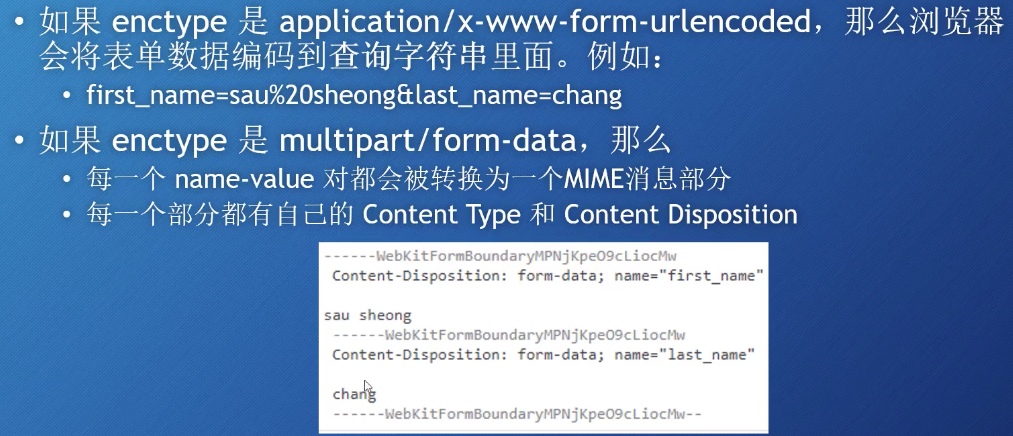 • 如果 enctype 是 application/x-www-form-urlencoded，那么浏览器
会将表单数据编码到查询字符串里面。例如：
• first_name=sau%20sheong&last_name=chang
• 如果 enctype 是 multipart/form-data，那么
• 每一个 name-value 对都会被转换为一个MIME消息部分
• 每一个部分都有自己的 Content Type 和 Content Disposition
------WebKitFormBoundaryMPNjKpeO9cLiocMw
Content-Disposition: form-data; name="first_name"
sau sheong
------WebKitFormBoundaryMPNjKpeO9cLiocMw
Content-Disposition: form-data; name="last_name"
chang
------WebKitFormBoundaryMPNjKpeO9cLiocMw--